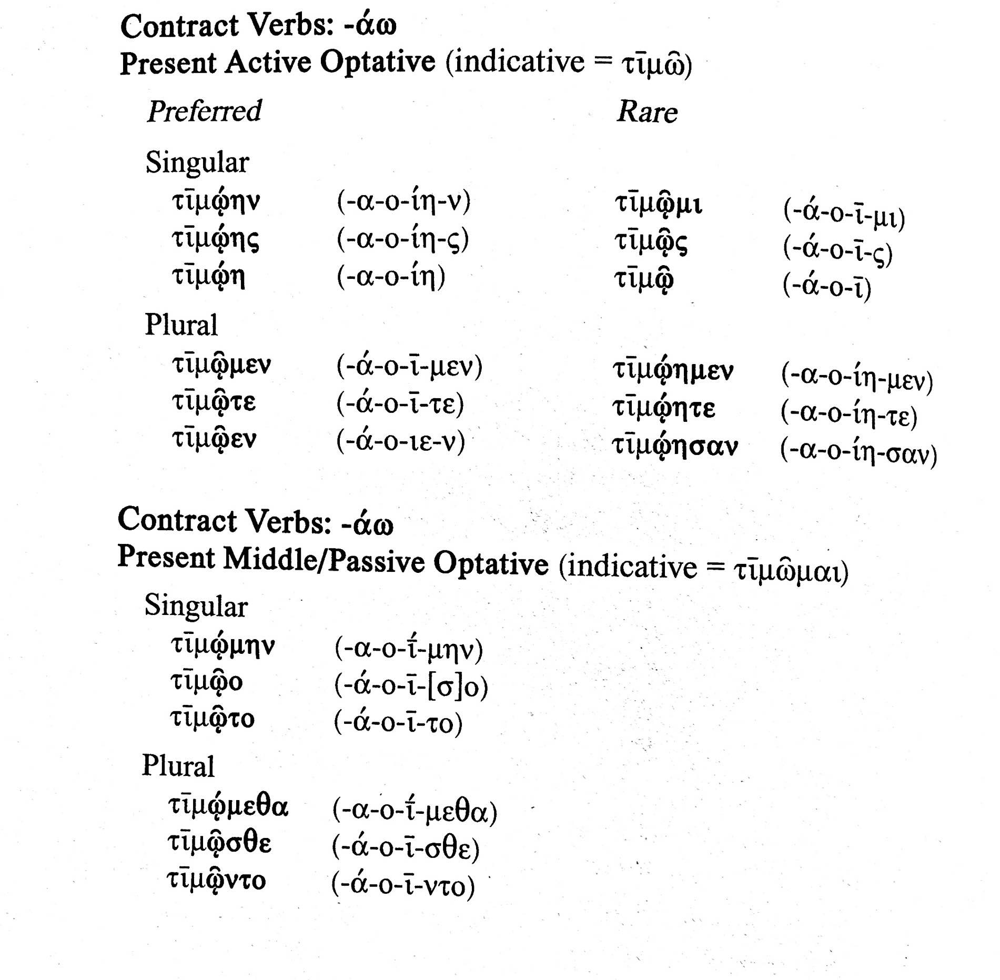 Contract Verbs: -άω
Present Active Optative (indicative = τῑμῶ)
Preferred Rare
Singular
τῑμῴην (-α-ο-ίη-ν) τῑμῷμι (-ά-ο-ῑ-μι)
τῑμῴης (-α-ο-ίη-ς) τῑμῷς (-ά-ο-ῑ-ς)
τῑμῴη (-α-ο-ίη) τῑμῷ (-ά-ο-ῑ)
Plural
τῑμῷμεν (-ά-ο-ῑ-μεν) τῑμῴημεν (-α-ο-ίη-μεν)
τῑμῷτε (-ά-ο-ῑ-τε) τῑμῴητε (-α-ο-ίη-τε)
τῑμῷεν (-ά-ο-ιε-ν) τῑμῴησαν (-α-ο-ίη-σαν)
Contract Verbs: -άω
Present Middle/Passive Optative (indicative = τῑμῶμαι)
Singular
τῑμῴμην (-α-ο-ῑ́-μην)
τῑμῷο (-ά-ο-ῑ-[σ]ο)
τῑμῷτο (-ά-ο-ῑ-το)
Plural
τῑμῴμεθα (-α-ο-ῑ́-μεθα)
τῑμῷσθε (-ά-ο-ῑ-σθε)
τῑμῷντο (-ά-ο-ῑ-ντο)